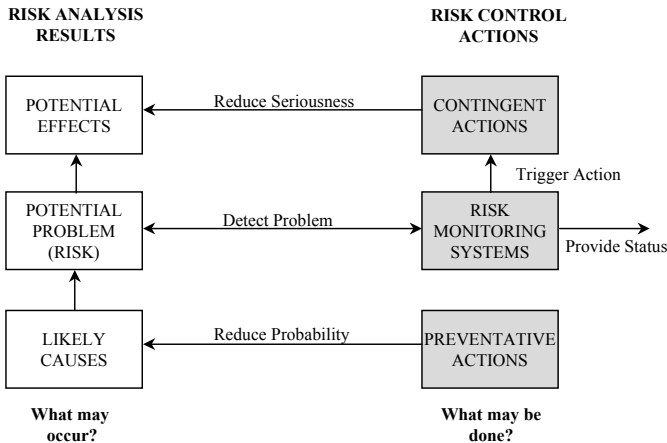 RISK ANALYSIS
RESULTS
RISK CONTROL
ACTIONS
POTENTIAL
EFFECTS
Reduce Seriousness
CONTINGENT
ACTIONS
Trigger Action
POTENTIAL
PROBLEM
(RISK)
Detect Problem
RISK
MONITORING
SYSTEMS
Provide Status
LIKELY
CAUSES
Reduce Probability
PREVENTATIVE
ACTIONS
What may
occur?
What may be
done?